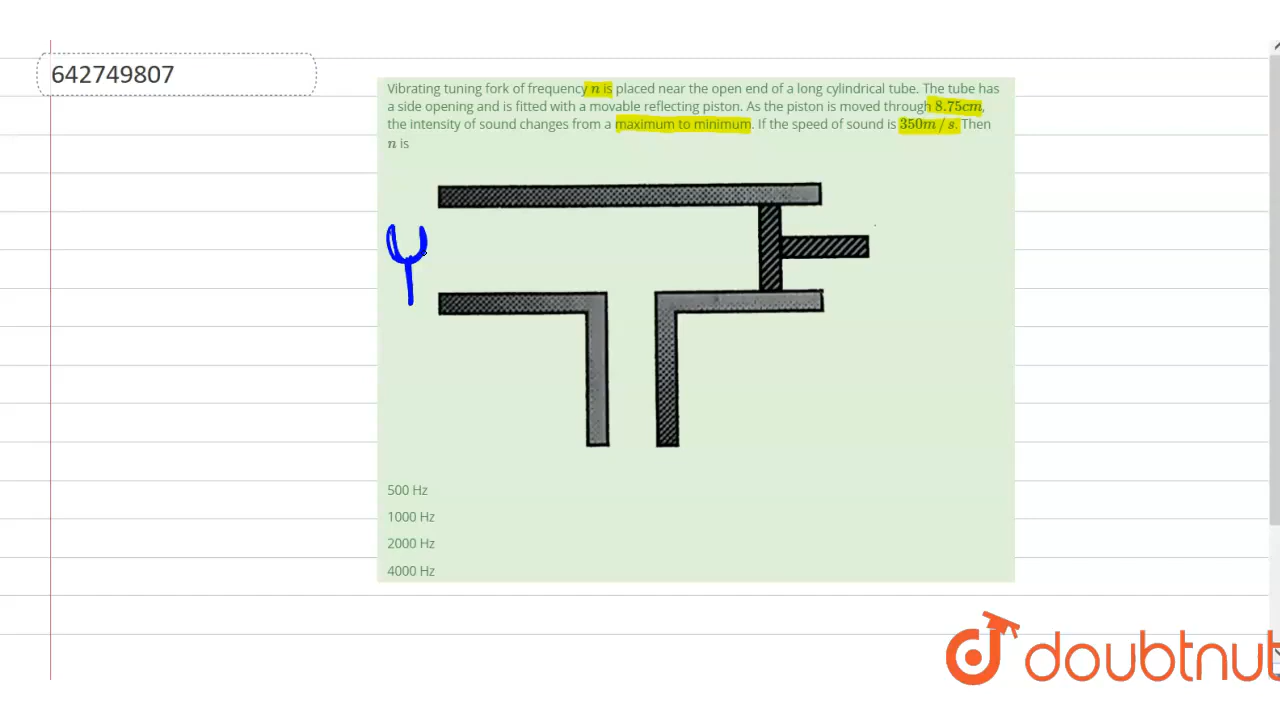 642749807
Vibrating tuning fork of frequency n is placed near the open end of a long cylindrical tube. The tube has
a side opening and is fitted with a movable reflecting piston. As the piston is moved through 8.75cm,
the intensity of sound changes from a maximum to minimum. If the speed of sound is 350m/s. Then
n is
500 Hz
1000 Hz
2000 Hz
4000 Hz
doubtnut